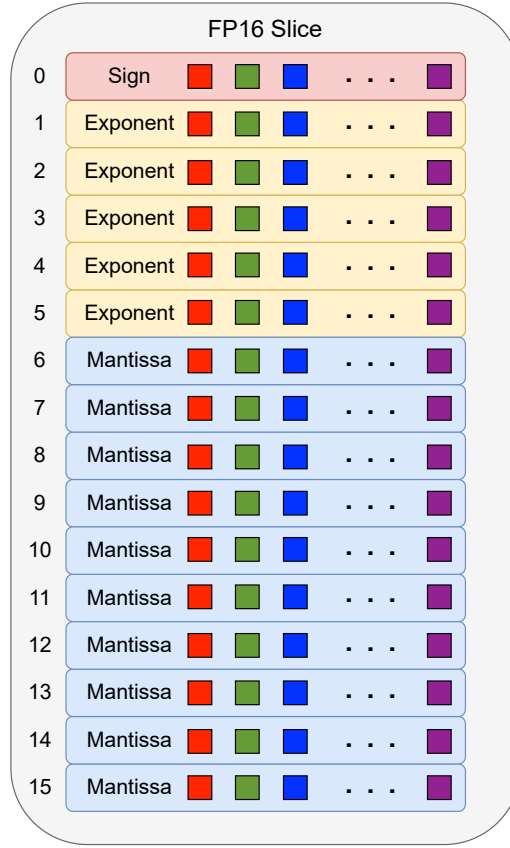 FP16 Slice
0 Sign . . .
1 Exponent . . .
2 Exponent . . .
3 Exponent . . .
4 Exponent . . .
5 Exponent . . .
6 Mantissa . . .
7 Mantissa . . .
8 Mantissa . . .
9 Mantissa . . .
10 Mantissa . . .
11 Mantissa . . .
12 Mantissa . . .
13 Mantissa . . .
14 Mantissa . . .
15 Mantissa . . .